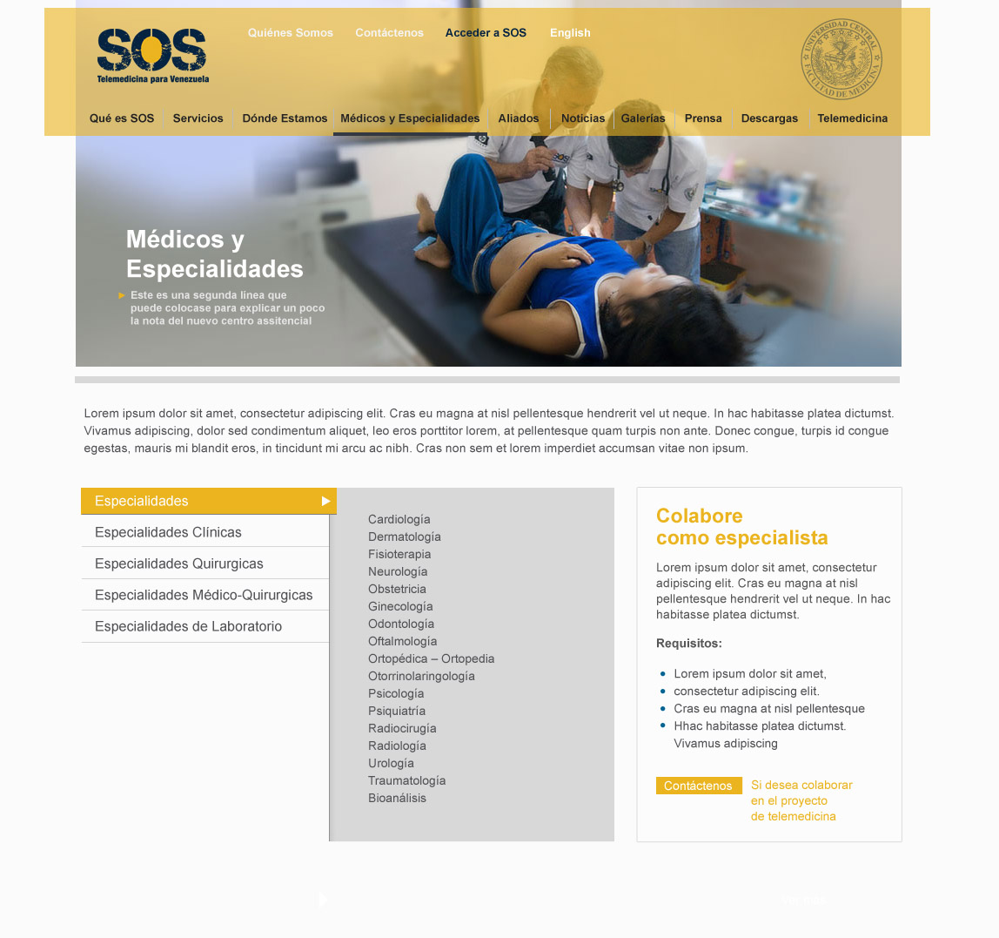 SOS
Telemedicina para Venezuela
Quiénes Somos
Contáctenos
Acceder a SOS
English
UNIVERSIDAD CENTRAL
FACULTAD DE MEDICINA
Qué es SOS
Servicios
Dónde Estamos
Médicos y Especialidades
Aliados
Noticias
Galerías
Prensa
Descargas
Telemedicina
Médicos y
Especialidades
Este es una segunda línea que
puede colocase para explicar un poco
la nota del nuevo centro assitencial
Lorem ipsum dolor sit amet, consectetur adipiscing elit. Cras eu magna at nisl pellentesque hendrerit vel ut neque. In hac habitasse platea dictumst.
Vivamus adipiscing, dolor sed condimentum aliquet, leo eros porttitor lorem, at pellentesque quam turpis non ante. Donec congue, turpis id congue
egestas, mauris mi blandit eros, in tincidunt mi arcu ac nibh. Cras non sem et lorem imperdiet accumsan vitae non ipsum.
Especialidades
Especialidades Clínicas
Especialidades Quirurgicas
Especialidades Médico-Quirurgicas
Especialidades de Laboratorio
Cardiología
Dermatología
Fisioterapia
Neurología
Obstetricia
Ginecología
Odontología
Oftalmología
Ortopédica – Ortopedia
Otorrinolaringología
Psicología
Psiquiatría
Radiocirugía
Radiología
Urología
Traumatología
Bioanálisis
Colabore
como especialista
Lorem ipsum dolor sit amet, consectetur
adipiscing elit. Cras eu magna at nisl
pellentesque hendrerit vel ut neque. In hac
habitasse platea dictumst.
Requisitos:
Lorem ipsum dolor sit amet,
consectetur adipiscing elit.
Cras eu magna at nisl pellentesque
Hhac habitasse platea dictumst.
Vivamus adipiscing
Contáctenos
Si desea colaborar
en el proyecto
de telemedicina